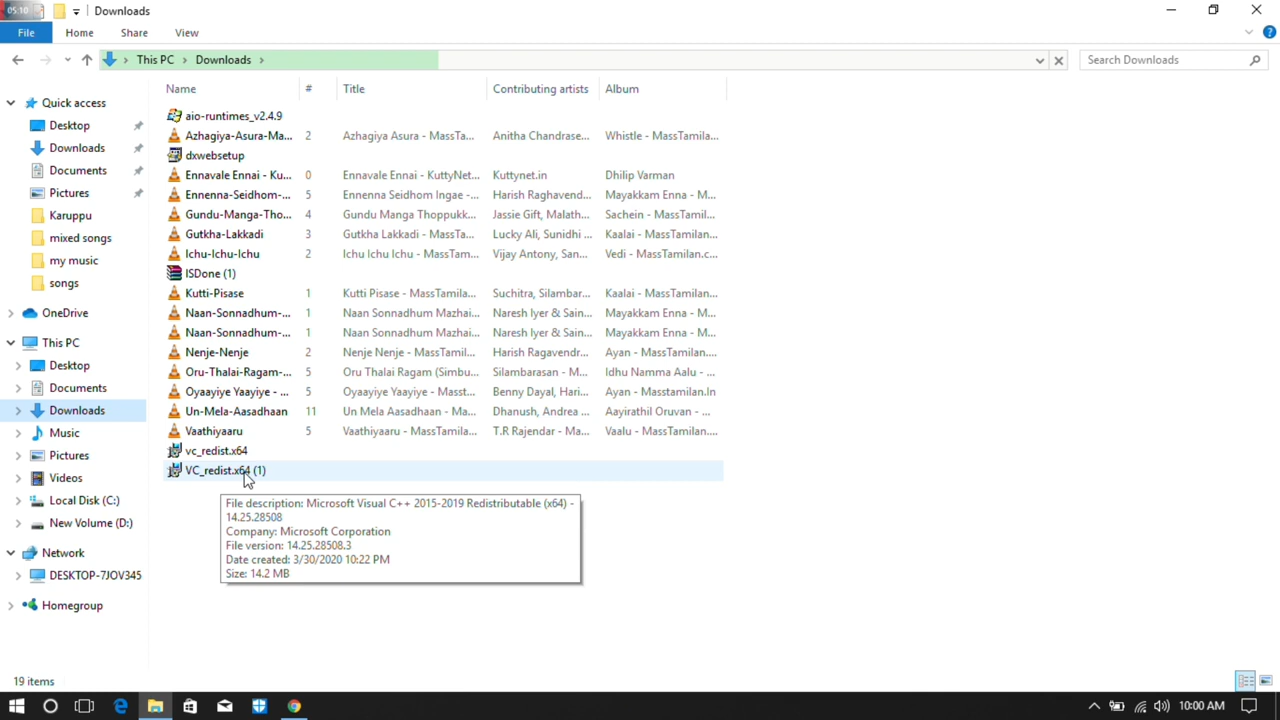 05:10
Downloads
File Home Share View
This PC Downloads
Search Downloads
Name # Title Contributing artists Album
Quick access
Desktop
Downloads
Documents
Pictures
Karuppu
mixed songs
my music
songs
OneDrive
This PC
Desktop
Documents
Downloads
Music
Pictures
Videos
Local Disk (C:)
New Volume (D:)
Network
DESKTOP-7JOV345
Homegroup
aio-runtimes_v2.4.9
Azhagiya-Asura-Ma... 2 Azhagiya Asura - MassTa... Anitha Chandrase... Whistle - MassTamila...
dxwebsetup
Ennavale Ennai - Ku... 0 Ennavale Ennai - KuttyNet... Kuttynet.in Dhilip Varman
Ennenna-Seidhom-... 5 Ennenna Seidhom Ingae -... Harish Raghavend... Mayakkam Enna - M...
Gundu-Manga-Tho... 4 Gundu Manga Thoppukk... Jassie Gift, Malath... Sachein - MassTamil...
Gutkha-Lakkadi 3 Gutkha Lakkadi - MassTa... Lucky Ali, Sunidhi ... Kaalai - MassTamilan...
Ichu-Ichu-Ichu 2 Ichu Ichu Ichu - MassTam... Vijay Antony, San... Vedi - MassTamilan.c...
ISDone (1)
Kutti-Pisase 1 Kutti Pisase - MassTamila... Suchitra, Silambar... Kaalai - MassTamilan...
Naan-Sonnadhum-... 1 Naan Sonnadhum Mazhai... Naresh Iyer & Sain... Mayakkam Enna - M...
Naan-Sonnadhum-... 1 Naan Sonnadhum Mazhai... Naresh Iyer & Sain... Mayakkam Enna - M...
Nenje-Nenje 2 Nenje Nenje - MassTamil... Harish Ragavendr... Ayan - MassTamilan....
Oru-Thalai-Ragam-... 5 Oru Thalai Ragam (Simbu... Silambarasan - M... Idhu Namma Aalu - ...
Oyaayiye Yaayiye - ... 5 Oyaayiye Yaayiye - Masst... Benny Dayal, Hari... Ayan - Masstamilan.In
Un-Mela-Aasadhaan 11 Un Mela Aasadhaan - Ma... Dhanush, Andrea ... Aayirathil Oruvan - ...
Vaathiyaaru 5 Vaathiyaaru - MassTamila... T.R Rajendar - Ma... Vaalu - MassTamilan...
vc_redist.x64
VC_redist.x64 (1)
File description: Microsoft Visual C++ 2015-2019 Redistributable (x64) -
14.25.28508
Company: Microsoft Corporation
File version: 14.25.28508.3
Date created: 3/30/2020 10:22 PM
Size: 14.2 MB
19 items
10:00 AM